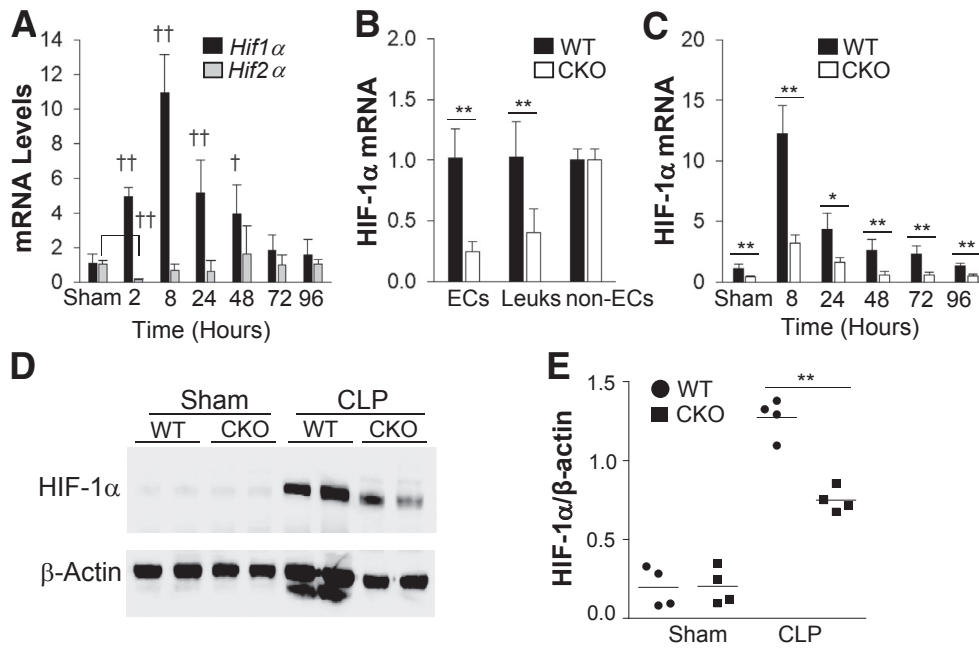 A
mRNA Levels
14
12
10
8
6
4
2
0
Hif1α
Hif2α
††
††
††
††
†
Sham 2 8 24 48 72 96
Time (Hours)
B
HIF-1α mRNA
2.0
1.5
1.0
0.5
0.0
WT
CKO
**
**
ECs Leuks non-ECs
C
HIF-1α mRNA
20
15
10
5
0
WT
CKO
**
**
*
**
**
**
Sham 8 24 48 72 96
Time (Hours)
D
Sham CLP
WT CKO WT CKO
HIF-1α
β-Actin
E
HIF-1α/β-actin
1.5
1.0
0.5
0.0
WT
CKO
**
Sham CLP